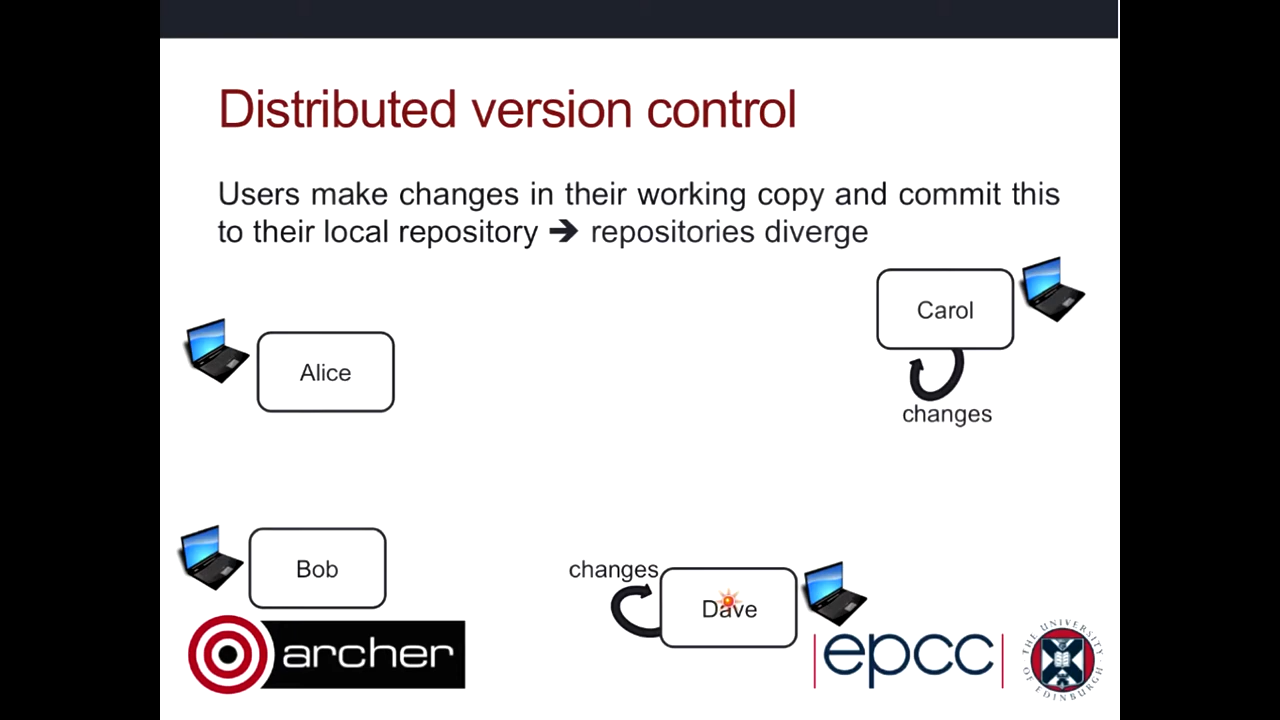 Distributed version control
Users make changes in their working copy and commit this
to their local repository ➔ repositories diverge
Carol
Alice
changes
Bob
changes
Dave
archer
epcc
THE UNIVERSITY
OF EDINBURGH